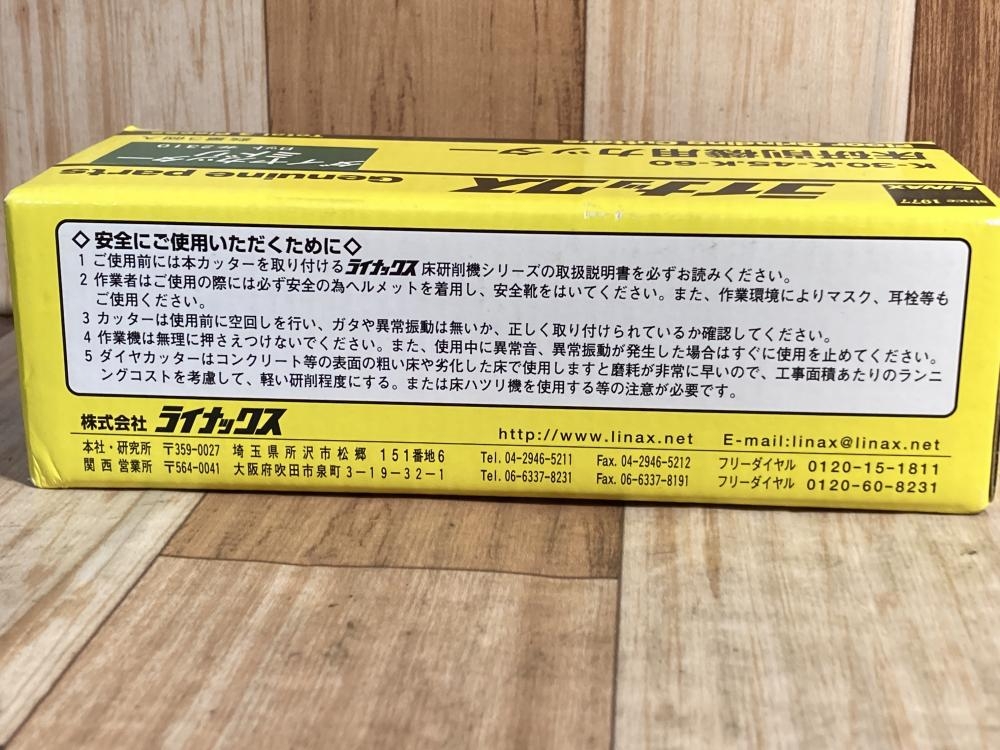 since 1977
LINAX
K-30・K-45・K-60
床研削機用カッター
ライナックス
Genuine parts
ダイヤカッター
◇安全にご使用いただくために◇
1 ご使用前には本カッターを取り付けるライナックス床研削機シリーズの取扱説明書を必ずお読みください。
2 作業者はご使用の際には必ず安全の為ヘルメットを着用し、安全靴をはいてください。また、作業環境によりマスク、耳栓等も
ご使用ください。
3 カッターは使用前に空回しを行い、ガタや異常振動は無いか、正しく取り付けられているか確認してください。
4 作業機は無理に押さえつけないでください。また、使用中に異常音、異常振動が発生した場合はすぐに使用を止めてください。
5 ダイヤカッターはコンクリート等の表面の粗い床や劣化した床で使用しますと磨耗が非常に早いので、工事面積あたりのランニ
ングコストを考慮して、軽い研削程度にする。または床ハツリ機を使用する等の注意が必要です。
株式会社 ライナックス
http://www.linax.net E-mail:linax@linax.net
本社・研究所 〒359-0027 埼玉県所沢市松郷 151番地6 Tel. 04-2946-5211 Fax. 04-2946-5212 フリーダイヤル 0120-15-1811
関西営業所 〒564-0041 大阪府吹田市泉町3-19-32-1 Tel. 06-6337-8231 Fax. 06-6337-8191 フリーダイヤル 0120-60-8231